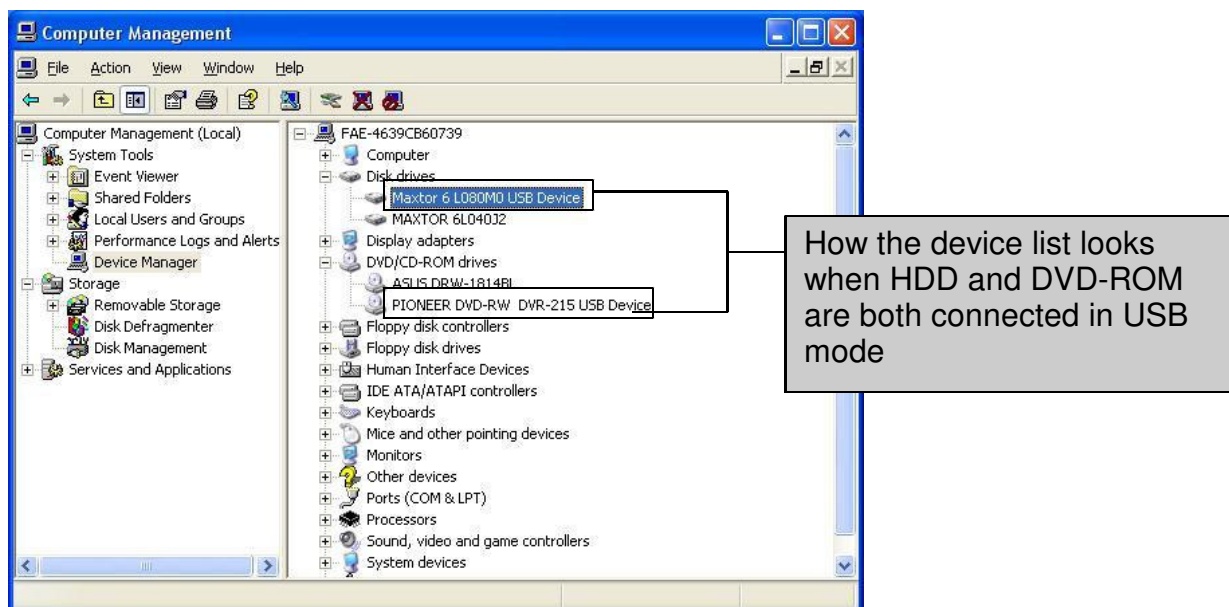 Computer Management
File Action View Window Help
Computer Management (Local)
System Tools
Event Viewer
Shared Folders
Local Users and Groups
Performance Logs and Alerts
Device Manager
Storage
Removable Storage
Disk Defragmenter
Disk Management
Services and Applications
FAE-4639CB60739
Computer
Disk drives
Maxtor 6 L080M0 USB Device
MAXTOR 6L040J2
Display adapters
DVD/CD-ROM drives
ASUS DRW-1814BL
PIONEER DVD-RW DVR-215 USB Device
Floppy disk controllers
Floppy disk drives
Human Interface Devices
IDE ATA/ATAPI controllers
Keyboards
Mice and other pointing devices
Monitors
Other devices
Ports (COM & LPT)
Processors
Sound, video and game controllers
System devices
How the device list looks
when HDD and DVD-ROM
are both connected in USB
mode